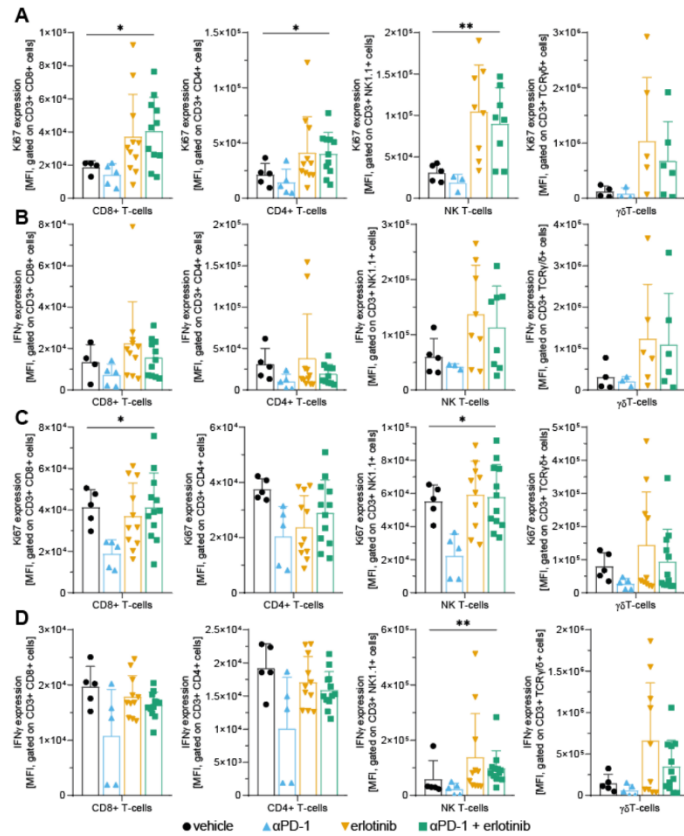 A
Ki67 expression
[MFI, gated on CD3+ CD8+ cells]
1×10⁵
8×10⁴
6×10⁴
4×10⁴
2×10⁴
0
*
CD8+ T-cells
Ki67 expression
[MFI, gated on CD3+ CD4+ cells]
1.5×10⁵
1×10⁵
5×10⁴
0
*
CD4+ T-cells
Ki67 expression
[MFI, gated on CD3+ NK1.1+ cells]
2×10⁵
1.5×10⁵
1×10⁵
5×10⁴
0
**
NK T-cells
Ki67 expression
[MFI, gated on CD3+ TCRγδ+ cells]
3×10⁶
2×10⁶
1×10⁶
0
γδT-cells
B
IFNγ expression
[MFI, gated on CD3+ CD8+ cells]
8×10⁴
6×10⁴
4×10⁴
2×10⁴
0
CD8+ T-cells
IFNγ expression
[MFI, gated on CD3+ CD4+ cells]
2×10⁵
1.5×10⁵
1×10⁵
5×10⁴
0
CD4+ T-cells
IFNγ expression
[MFI, gated on CD3+ NK1.1+ cells]
3×10⁵
2×10⁵
1×10⁵
0
NK T-cells
IFNγ expression
[MFI, gated on CD3+ TCRγ/δ+ cells]
4×10⁶
3×10⁶
2×10⁶
1×10⁶
0
γδT-cells
C
Ki67 expression
[MFI, gated on CD3+ CD8+ cells]
8×10⁴
6×10⁴
4×10⁴
2×10⁴
0
*
CD8+ T-cells
Ki67 expression
[MFI, gated on CD3+ CD4+ cells]
6×10⁴
4×10⁴
2×10⁴
0
CD4+ T-cells
Ki67 expression
[MFI, gated on CD3+ NK1.1+ cells]
1×10⁵
8×10⁴
6×10⁴
4×10⁴
2×10⁴
0
*
NK T-cells
Ki67 expression
[MFI, gated on CD3+ TCRγ/δ+ cells]
5×10⁵
4×10⁵
3×10⁵
2×10⁵
1×10⁵
0
γδT-cells
D
IFNγ expression
[MFI, gated on CD3+ CD8+ cells]
3×10⁴
2×10⁴
1×10⁴
0
CD8+ T-cells
IFNγ expression
[MFI, gated on CD3+ CD4+ cells]
2.5×10⁴
2×10⁴
1.5×10⁴
1×10⁴
5×10³
0
CD4+ T-cells
IFNγ expression
[MFI, gated on CD3+ NK1.1+ cells]
6×10⁵
4×10⁵
2×10⁵
0
**
NK T-cells
IFNγ expression
[MFI, gated on CD3+ TCRγ/δ+ cells]
2×10⁶
1.5×10⁶
1×10⁶
5×10⁵
0
γδT-cells
vehicle
αPD-1
erlotinib
αPD-1 + erlotinib